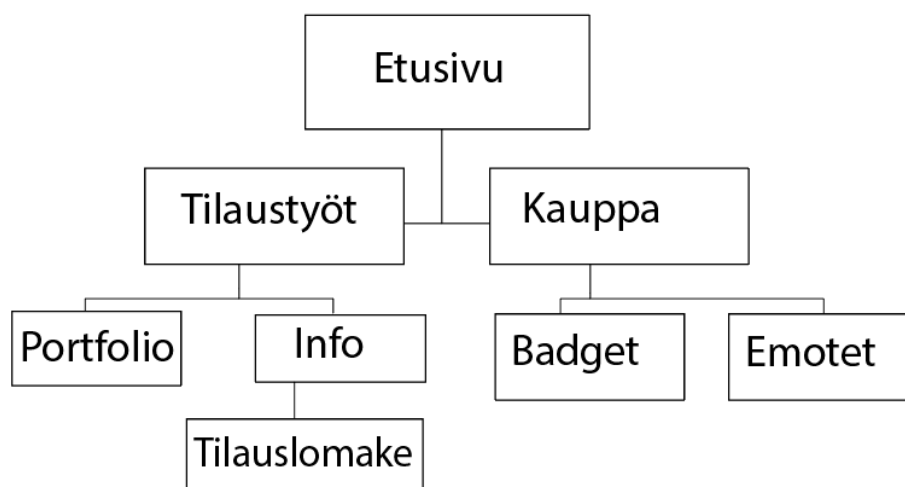 Etusivu
Tilaustyöt
Kauppa
Portfolio
Info
Badget
Emotet
Tilauslomake